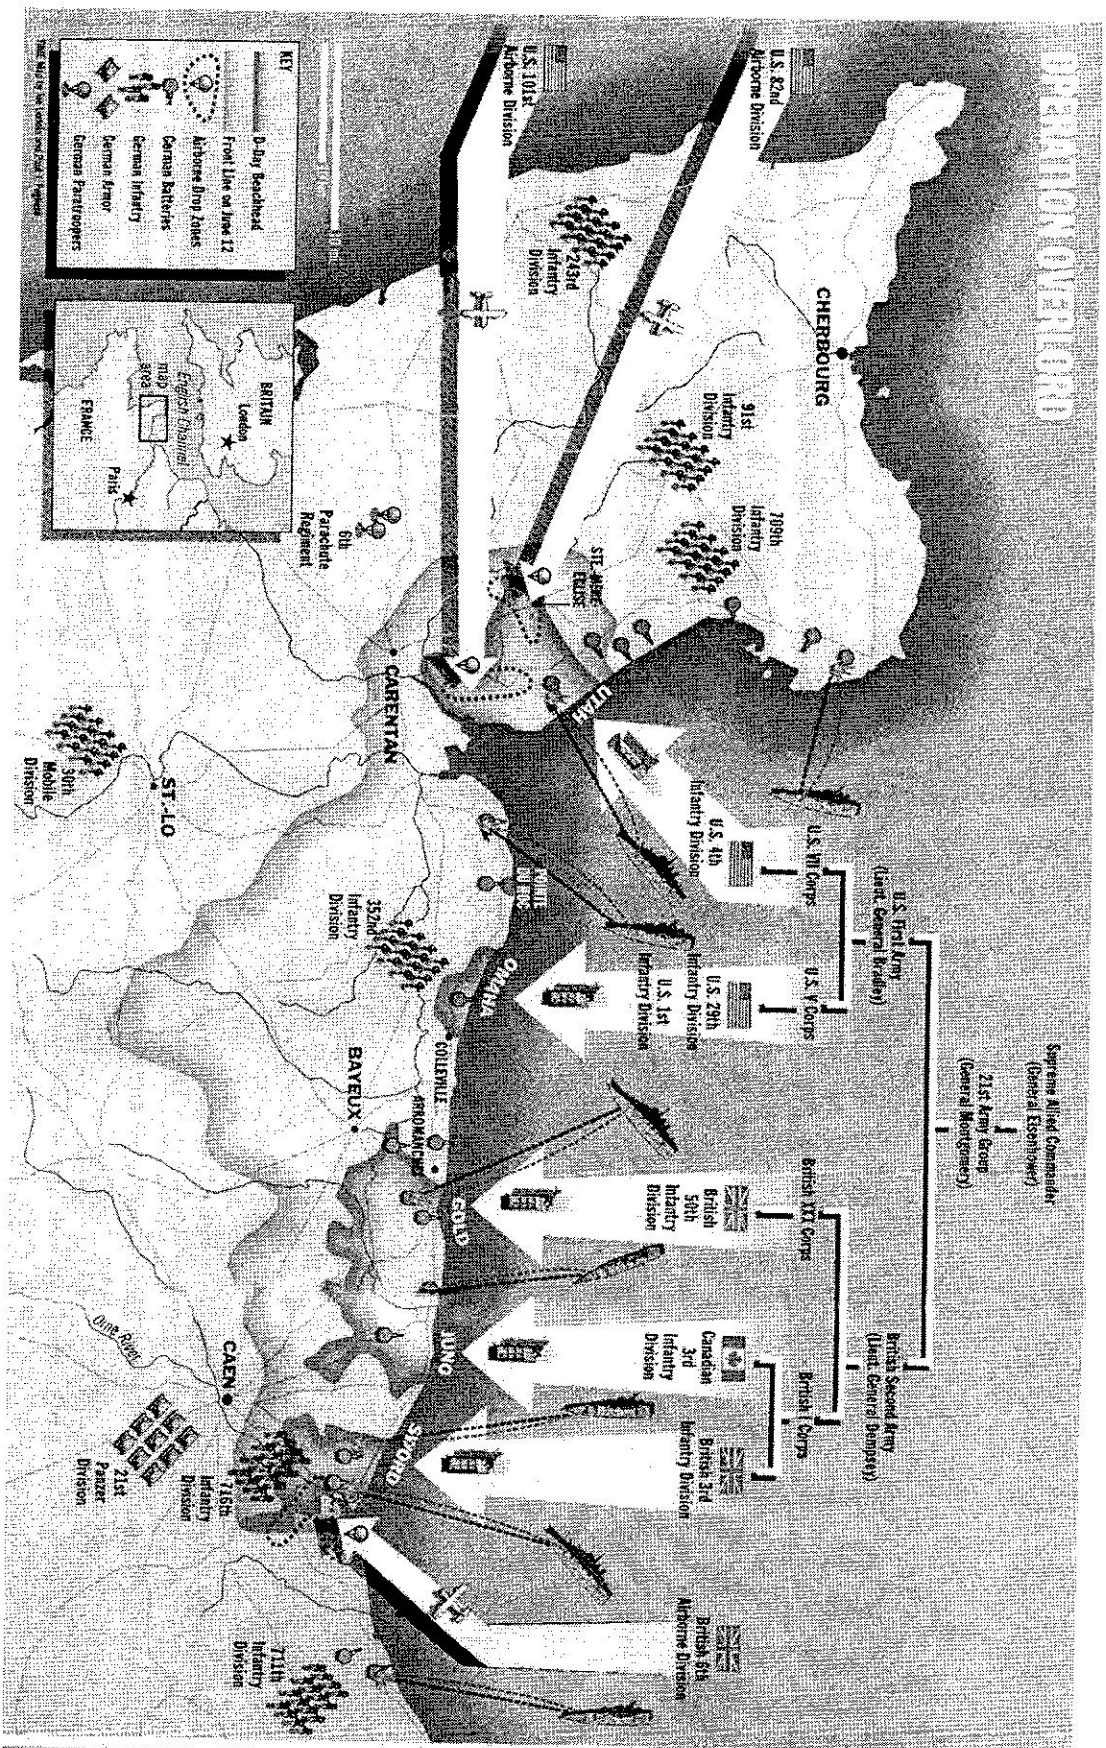 OPERATION OVERLORD
Supreme Allied Commander
(General Eisenhower)
21st Army Group
(General Montgomery)
U.S. First Army
(Lieut. General Bradley)
British Second Army
(Lieut. General Dempsey)
U.S. VII Corps
U.S. V Corps
British XXX Corps
British I Corps
U.S. 82nd
Airborne Division
U.S. 101st
Airborne Division
U.S. 4th
Infantry Division
U.S. 29th
Infantry Division
U.S. 1st
Infantry Division
British
50th
Infantry
Division
Canadian
3rd
Infantry
Division
British 3rd
Infantry Division
British 6th
Airborne Division
CHERBOURG
243rd
Infantry
Division
91st
Infantry
Division
709th
Infantry
Division
STE. MERE
EGLISE
UTAH
POINTE
DU HOC
OMAHA
COLLEVILLE
ARROMANCHES
GOLD
JUNO
SWORD
CARENTAN
BAYEUX
CAEN
ST.-LO
Orne River
6th
Parachute
Regiment
30th
Mobile
Division
352nd
Infantry
Division
716th
Infantry
Division
21st
Panzer
Division
711th
Infantry
Division
KEY
D-Day Beachhead
Front Line on June 12
Airborne Drop Zones
German Batteries
German Infantry
German Armor
German Paratroopers
BRITAIN
London
English Channel
map
area
FRANCE
Paris